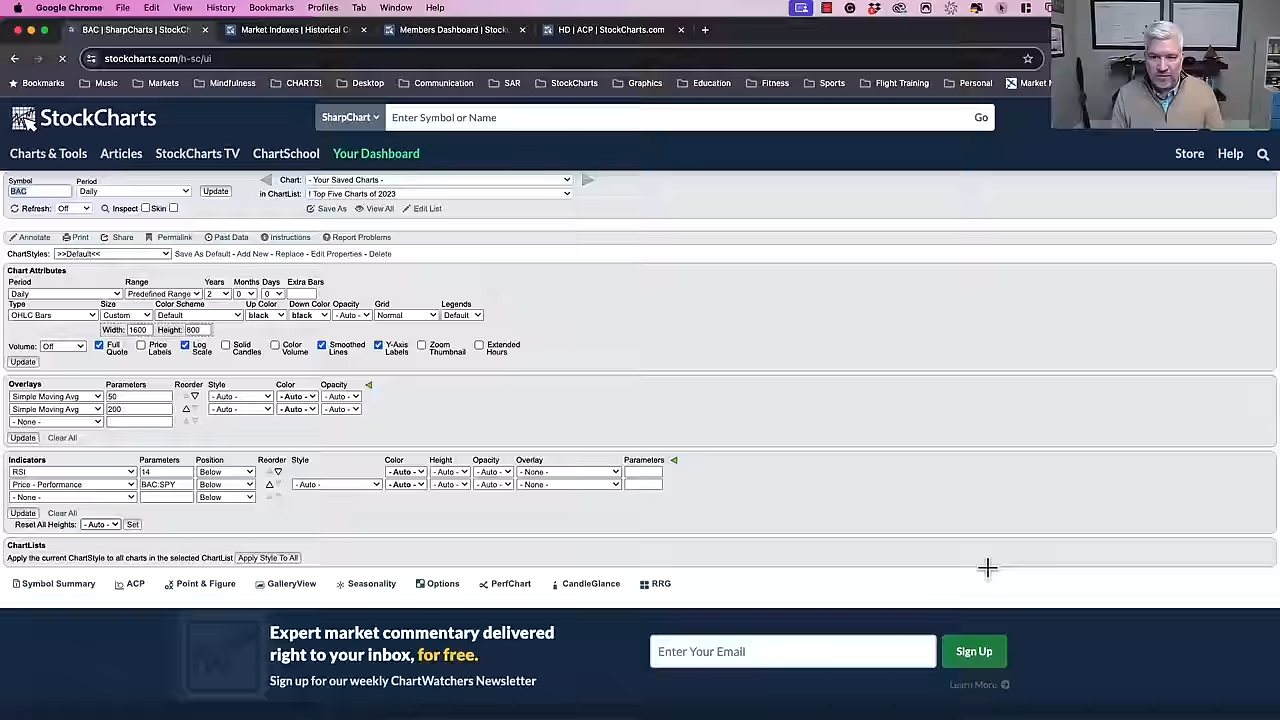 Google Chrome File Edit View History Bookmarks Profiles Tab Window Help
BAC | SharpCharts | StockCh Market Indexes | Historical C Members Dashboard | Stock HD | ACP | StockCharts.com
stockcharts.com/h-sc/ui
Bookmarks Music Markets Mindfulness CHARTS! Desktop Communi SAR StockCharts Graphics Education Fitness Sports Flight Training Personal Market
StockCharts SharpChart Enter Symbol or Name Go
Charts & Tools Articles StockCharts TV ChartSchool Your Dashboard Store Help
Symbol Period Chart: - Your Saved Charts -
BAC Daily Update in ChartList: ! Top Five Charts of 2023
Refresh: Off Inspect Skin Save As View All Edit List
Annotate Print Share Permalink Past Data Instructions Report Problems
ChartStyles: >>Default<< Save As Default - Add New - Replace - Edit Properties - Delete
Chart Attributes
Period Range Years Months Days Extra Bars
Daily Predefined Range 2 0 0
Type Size Color Scheme Up Color Down Color Opacity Grid Legends
OHLC Bars Custom Default black black - Auto - Normal Default
Width: 1600 Height: 800
Volume: Off Full Quote Price Labels Log Scale Solid Candles Color Volume Smoothed Lines Y-Axis Labels Zoom Thumbnail Extended Hours
Update
Overlays Parameters Reorder Style Color Opacity
Simple Moving Avg 50 - Auto - - Auto - - Auto -
Simple Moving Avg 200 - Auto - - Auto - - Auto -
- None -
Update Clear All
Indicators Parameters Position Reorder Style Color Height Opacity Overlay Parameters
RSI 14 Below - Auto - - Auto - - Auto - - None -
Price - Performance BAC:SPY Below - Auto - - Auto - - Auto - - Auto - - None -
- None - Below
Update Clear All
Reset All Heights: - Auto - Set
ChartLists
Apply the current ChartStyle to all charts in the selected ChartList Apply Style To All
Symbol Summary ACP Point & Figure GalleryView Seasonality Options PerfChart CandleGlance RRG
Expert market commentary delivered
right to your inbox, for free.
Sign up for our weekly ChartWatchers Newsletter
Enter Your Email Sign Up
Learn More